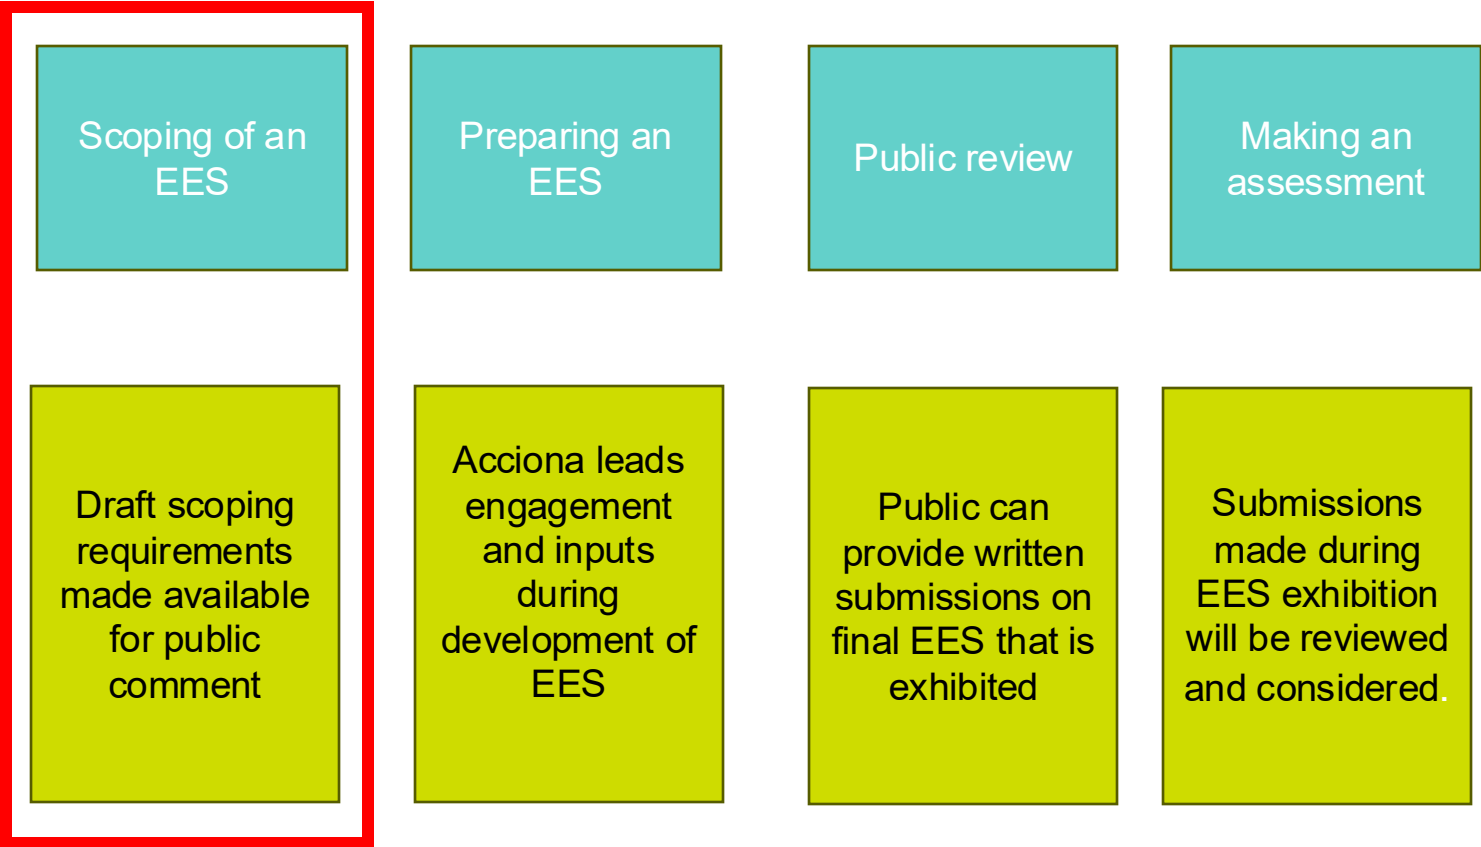 Scoping of an
EES
Preparing an
EES
Public review
Making an
assessment
Draft scoping
requirements
made available
for public
comment
Acciona leads
engagement
and inputs
during
development of
EES
Public can
provide written
submissions on
final EES that is
exhibited
Submissions
made during
EES exhibition
will be reviewed
and considered.